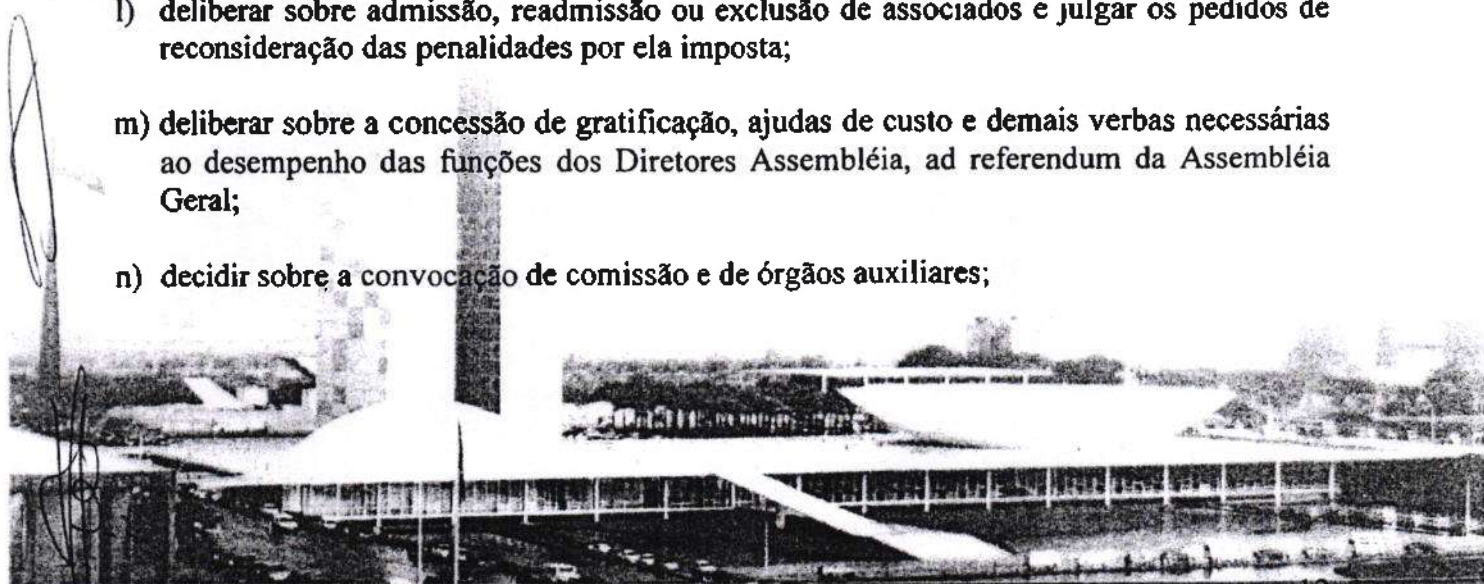 l) deliberar sobre admissão, readmissão ou exclusão de associados e julgar os pedidos de
reconsideração das penalidades por ela imposta;
m) deliberar sobre a concessão de gratificação, ajudas de custo e demais verbas necessárias
ao desempenho das funções dos Diretores Assembléia, ad referendum da Assembléia
Geral;
n) decidir sobre a convocação de comissão e de órgãos auxiliares;